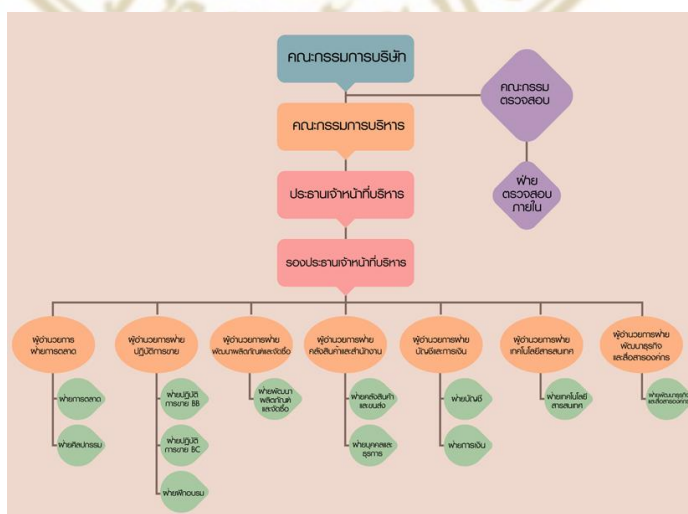 คณะกรรมการบริษัท
คณะกรรม
ตรวจสอบ
คณะกรรมการบริหาร
ฝ่าย
ตรวจสอบ
ภายใน
ประธานเจ้าหน้าที่บริหาร
รองประธานเจ้าหน้าที่บริหาร
ผู้อำนวยการ
ฝ่ายการตลาด
ผู้อำนวยการฝ่าย
ปฏิบัติการขาย
ผู้อำนวยการฝ่าย
พัฒนาผลิตภัณฑ์และจัดซื้อ
ผู้อำนวยการฝ่าย
คลังสินค้าและสำนักงาน
ผู้อำนวยการฝ่าย
บัญชีและการเงิน
ผู้อำนวยการฝ่าย
เทคโนโลยีสารสนเทศ
ผู้อำนวยการฝ่าย
พัฒนาธุรกิจ
และสื่อสารองค์กร
ฝ่ายการตลาด
ฝ่ายศิลปกรรม
ฝ่ายปฏิบัติ
การขาย BB
ฝ่ายปฏิบัติ
การขาย BC
ฝ่ายฝึกอบรม
ฝ่ายพัฒนา
ผลิตภัณฑ์
และจัดซื้อ
ฝ่ายคลังสินค้า
และขนส่ง
ฝ่ายบุคคลและ
ธุรการ
ฝ่ายบัญชี
ฝ่ายการเงิน
ฝ่ายเทคโนโลยี
สารสนเทศ
ฝ่ายพัฒนาธุรกิจ
และสื่อสารองค์กร